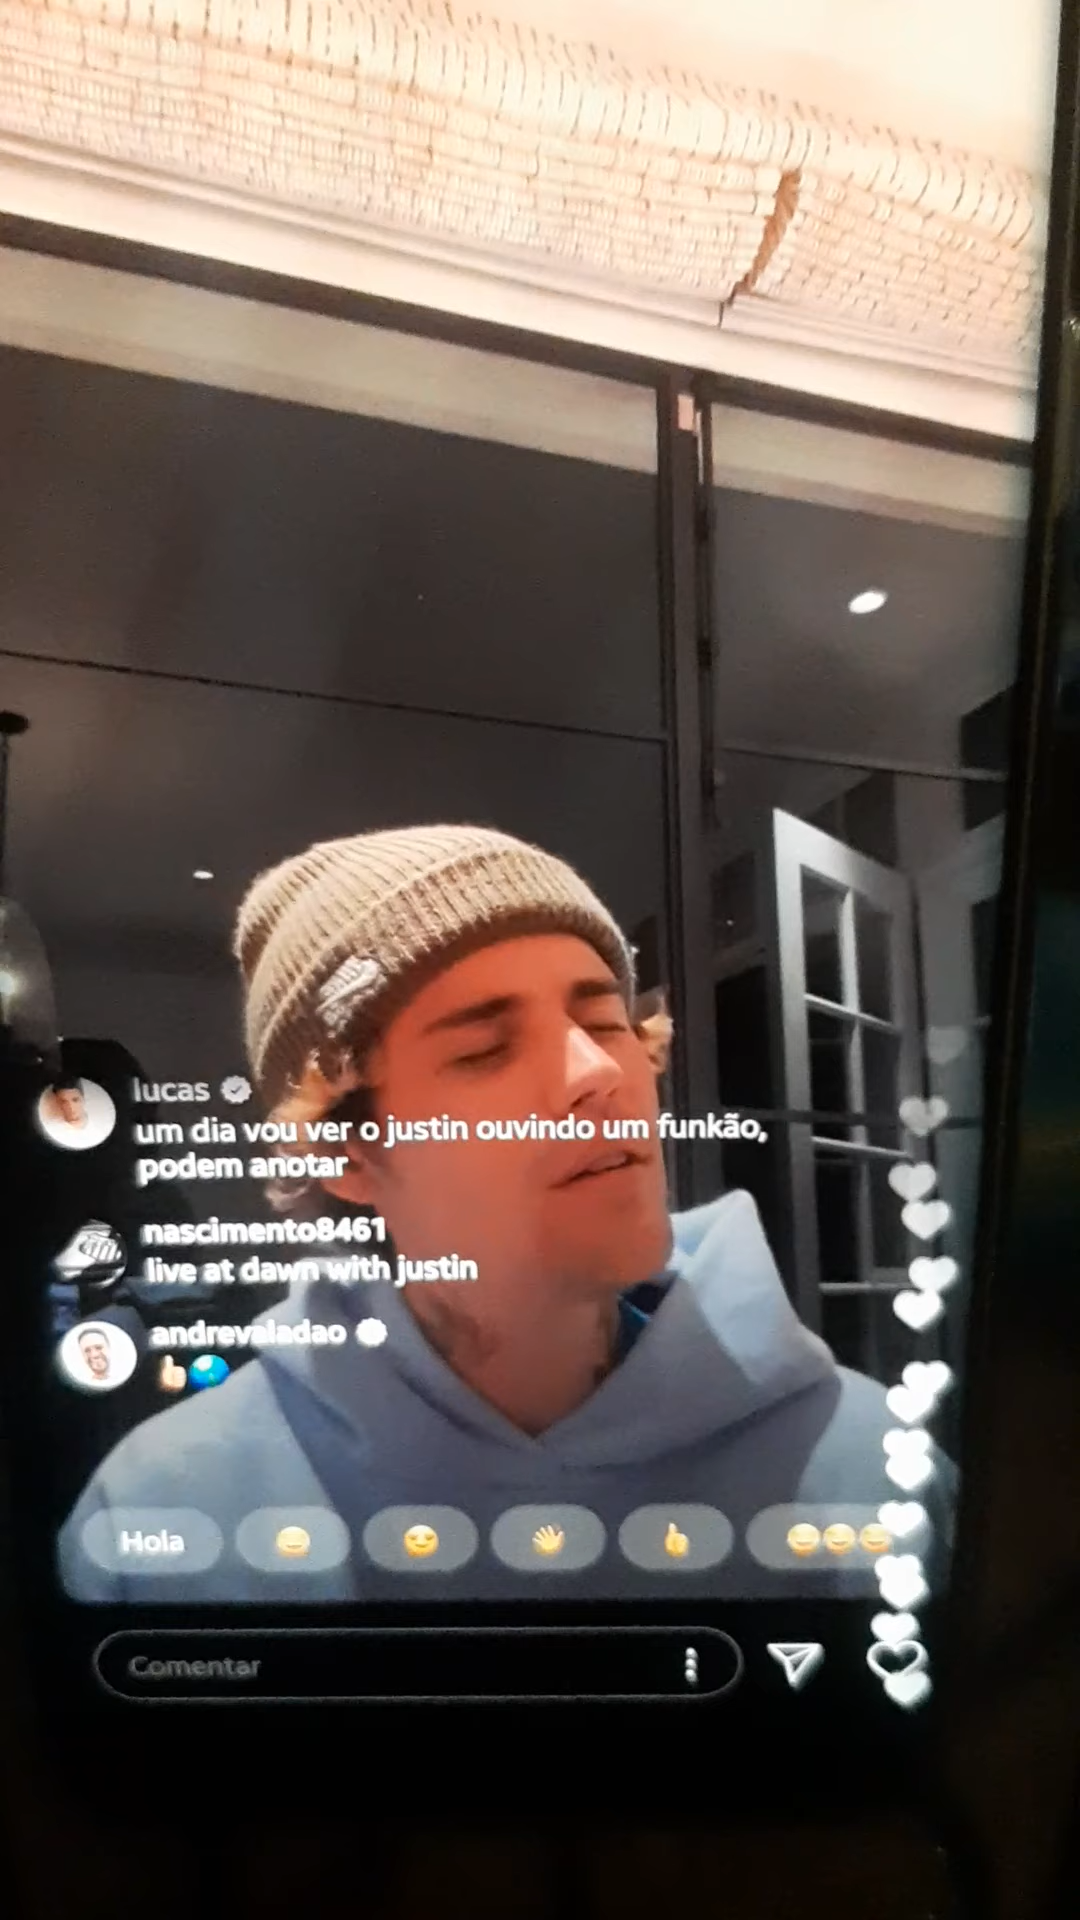 lucas
um dia vou ver o justin ouvindo um funkão,
podem anotar
nascimento8461
live at dawn with justin
andrevaladao
👍🏻🌎
Hola
😄
😌
👋
👍
😂😂😂
Comentar